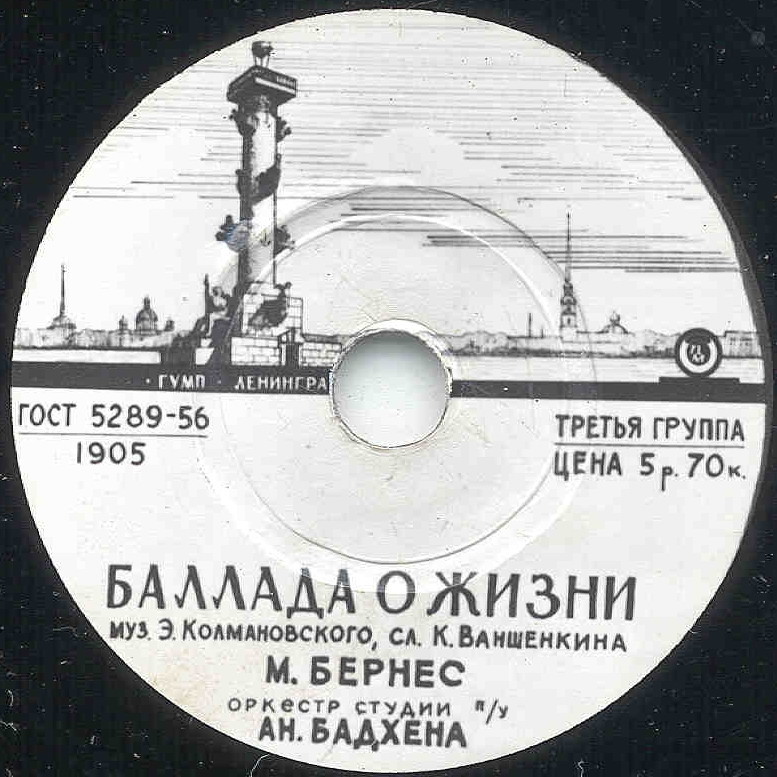 · ГУМП · ЛЕНИНГРА
ГОСТ 5289-56
1905
ТРЕТЬЯ ГРУППА
ЦЕНА 5 р. 70 к.
БАЛЛАДА О ЖИЗНИ
МУЗ. Э. КОЛМАНОВСКОГО, СЛ. К. ВАНШЕНКИНА
М. БЕРНЕС
ОРКЕСТР СТУДИИ п/у
АН. БАДХЕНА